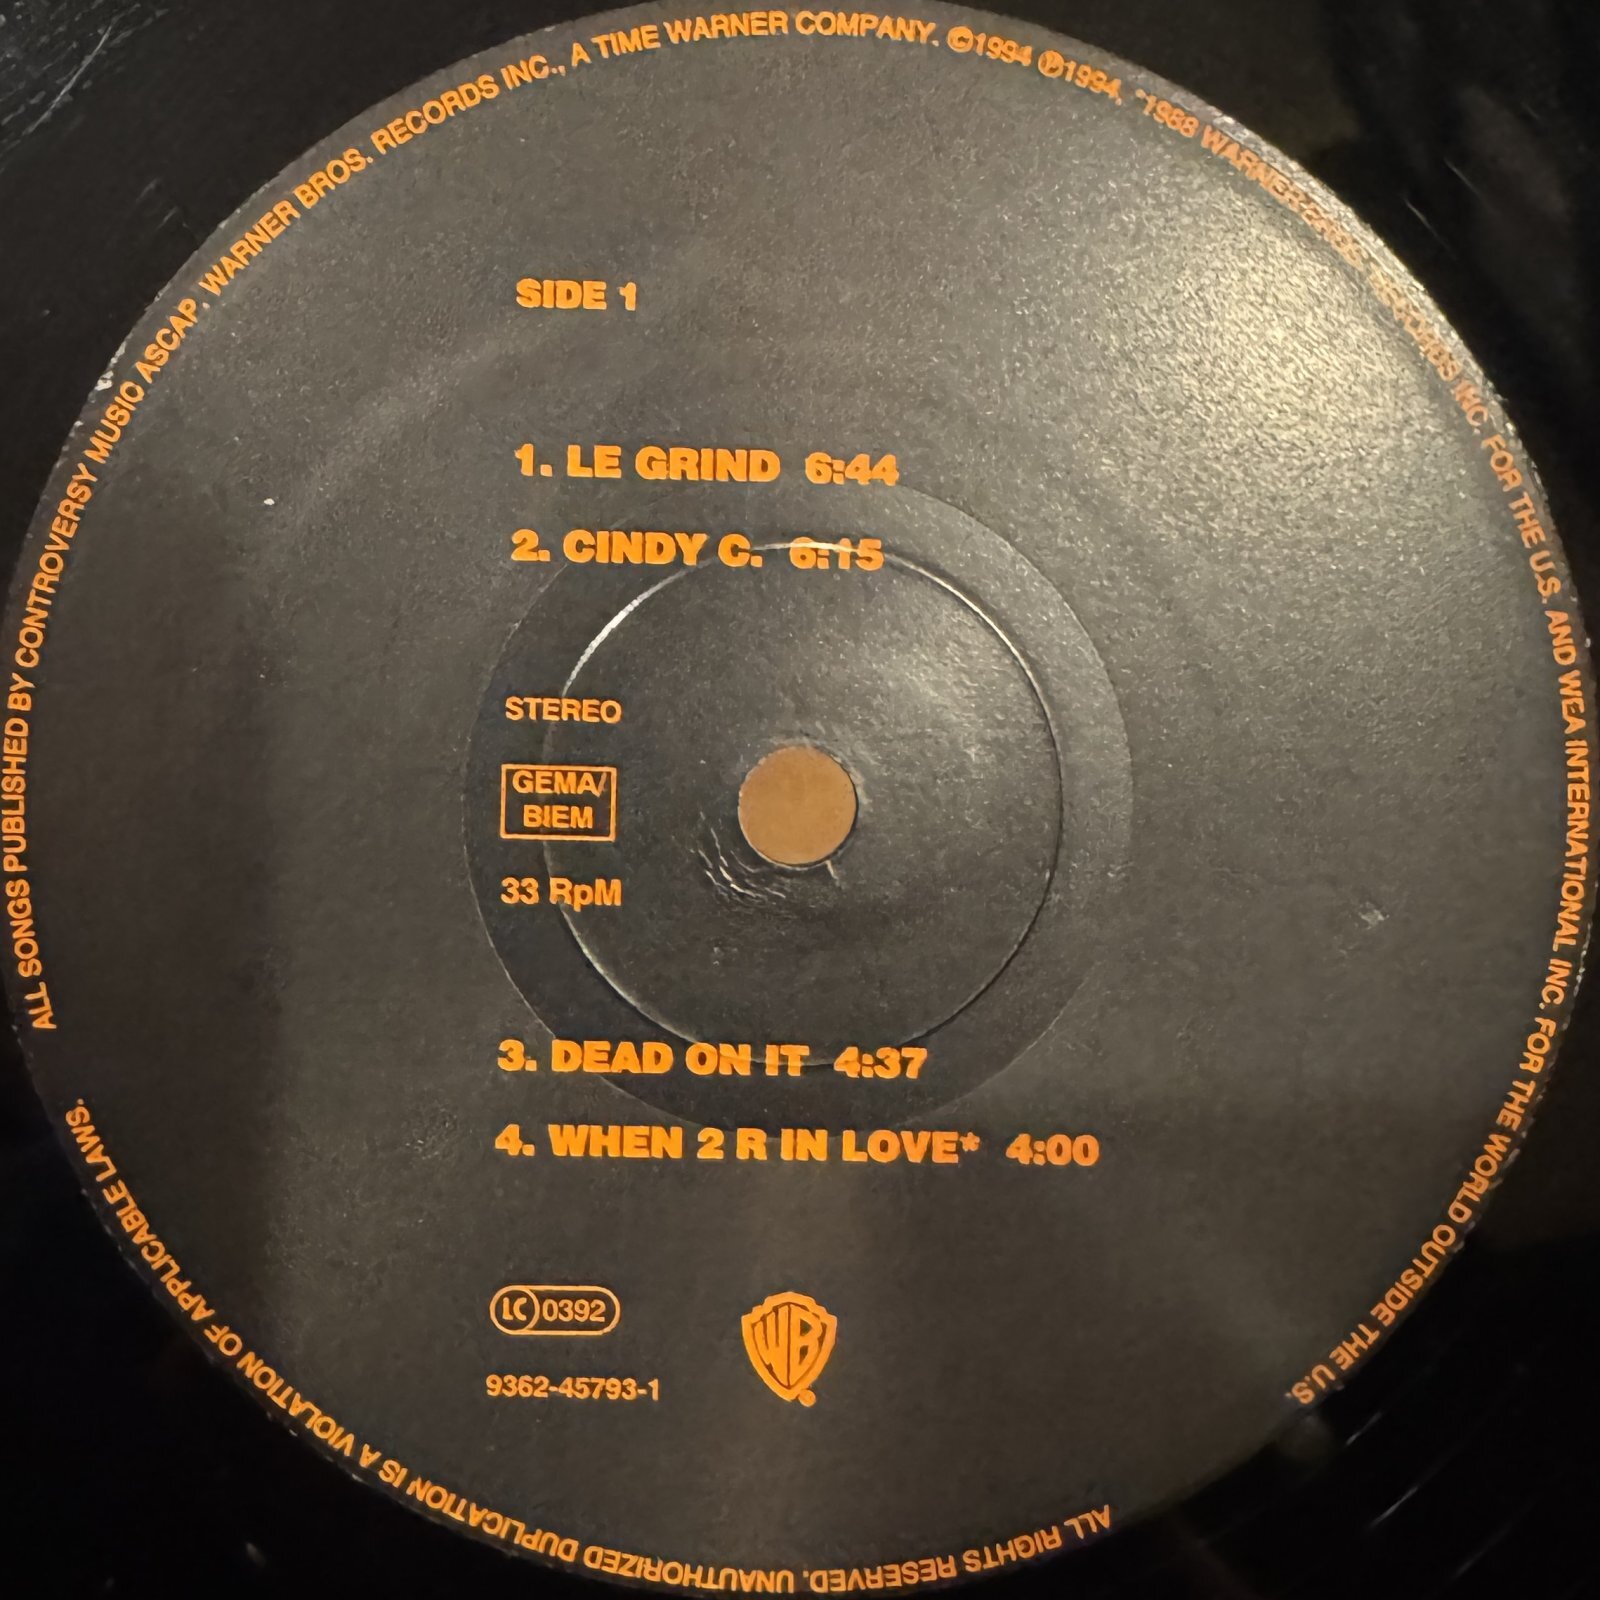 ALL SONGS PUBLISHED BY CONTROVERSY MUSIC ASCAP. WARNER BROS. RECORDS INC., A TIME WARNER COMPANY. ©1994 ℗1994, *1988 WARNER BROS. RECORDS INC. FOR THE U.S. AND WEA INTERNATIONAL INC. FOR THE WORLD OUTSIDE THE U.S.
SIDE 1
1. LE GRIND 6:44
2. CINDY C. 6:15
STEREO
GEMA/
BIEM
33 RpM
3. DEAD ON IT 4:37
4. WHEN 2 R IN LOVE* 4:00
LC 0392
WB
9362-45793-1
ALL RIGHTS RESERVED. UNAUTHORIZED DUPLICATION IS A VIOLATION OF APPLICABLE LAWS.